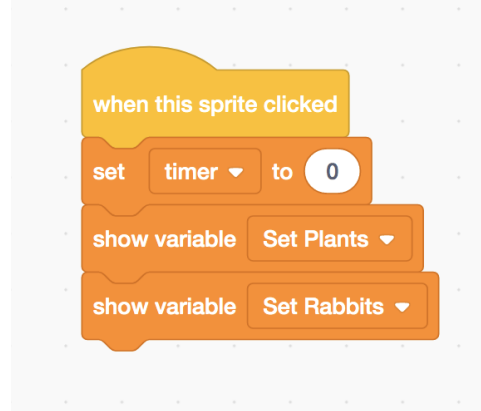 when this sprite clicked
set timer to 0
show variable Set Plants
show variable Set Rabbits